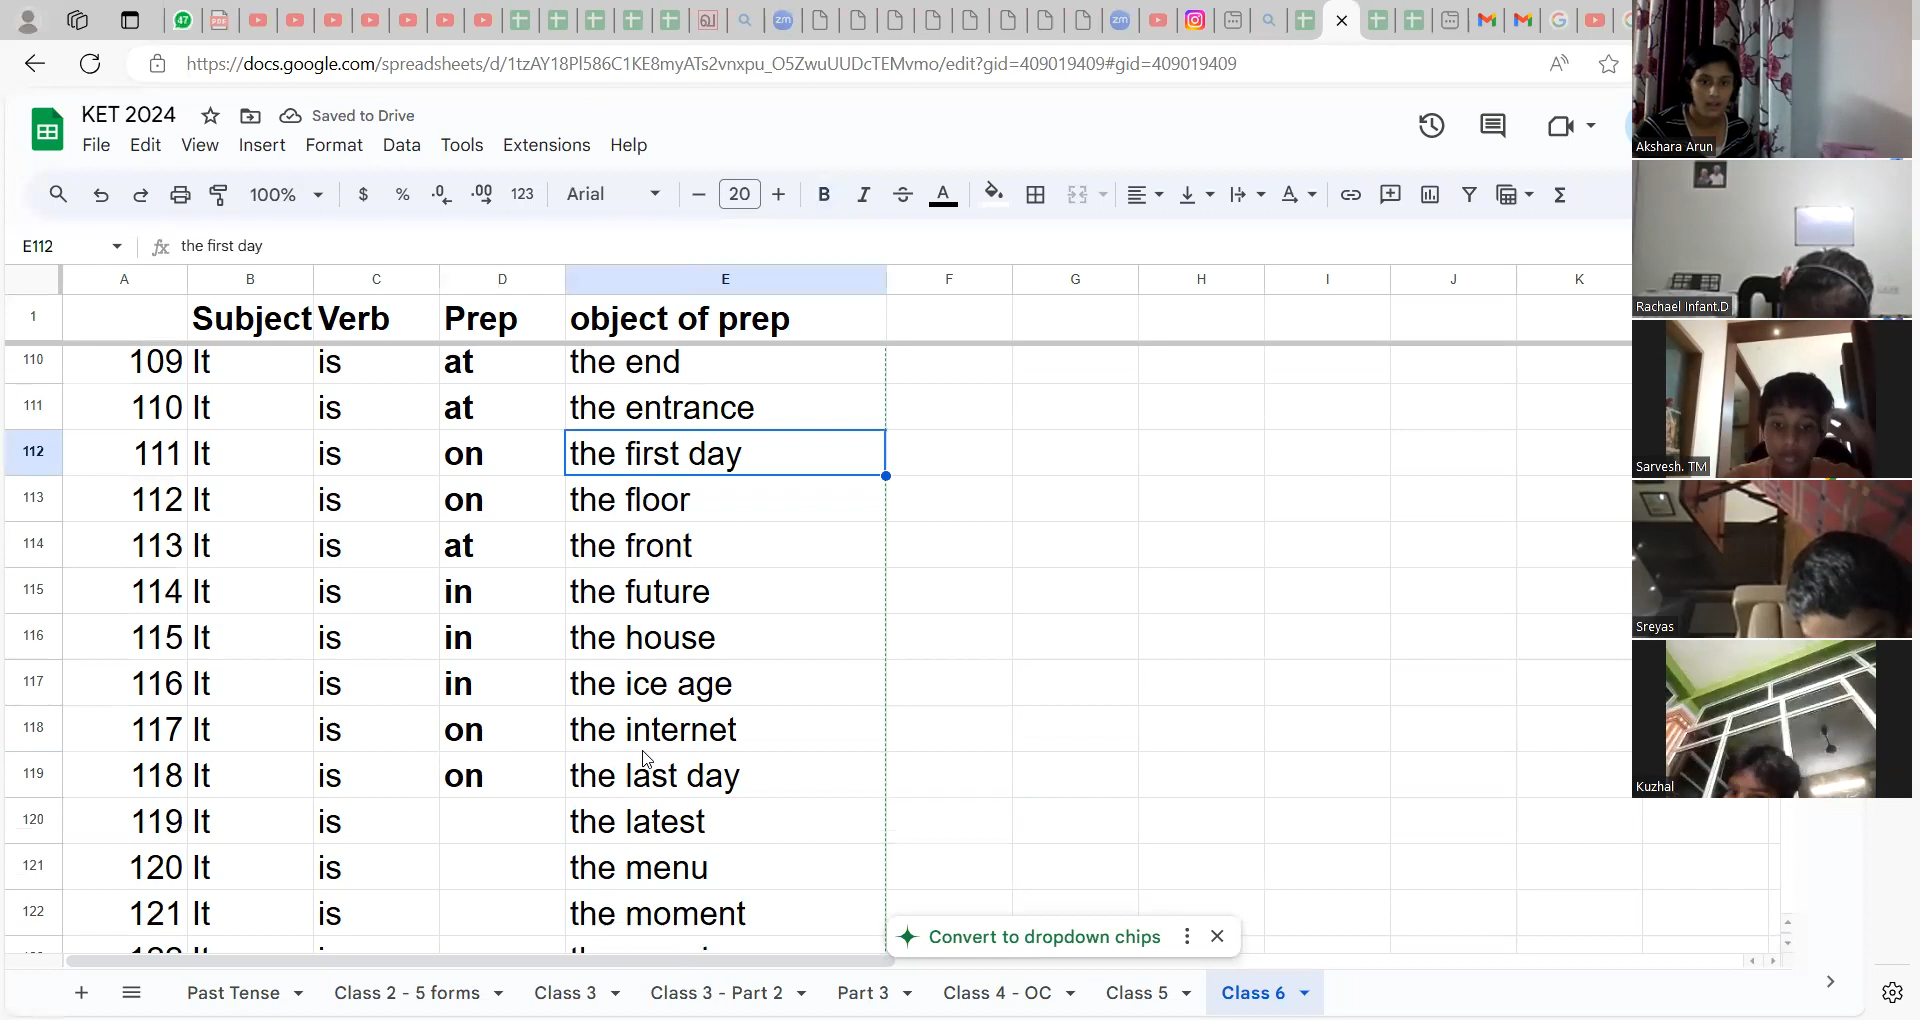 https://docs.google.com/spreadsheets/d/1tzAY18Pl586C1KE8myATs2vnxpu_O5ZwuUUDcTEMvmo/edit?gid=409019409#gid=409019409
KET 2024 Saved to Drive
File Edit View Insert Format Data Tools Extensions Help
100% $ % .0 .00 123 Arial 20 B I A
E112 fx the first day
A B C D E F G H I J K
1 Subject Verb Prep object of prep
110 109 It is at the end
111 110 It is at the entrance
112 111 It is on the first day
113 112 It is on the floor
114 113 It is at the front
115 114 It is in the future
116 115 It is in the house
117 116 It is in the ice age
118 117 It is on the internet
119 118 It is on the last day
120 119 It is the latest
121 120 It is the menu
122 121 It is the moment
Convert to dropdown chips
Past Tense Class 2 - 5 forms Class 3 Class 3 - Part 2 Part 3 Class 4 - OC Class 5 Class 6
Akshara Arun
Rachael Infant.D
Sarvesh. TM
Sreyas
Kuzhal